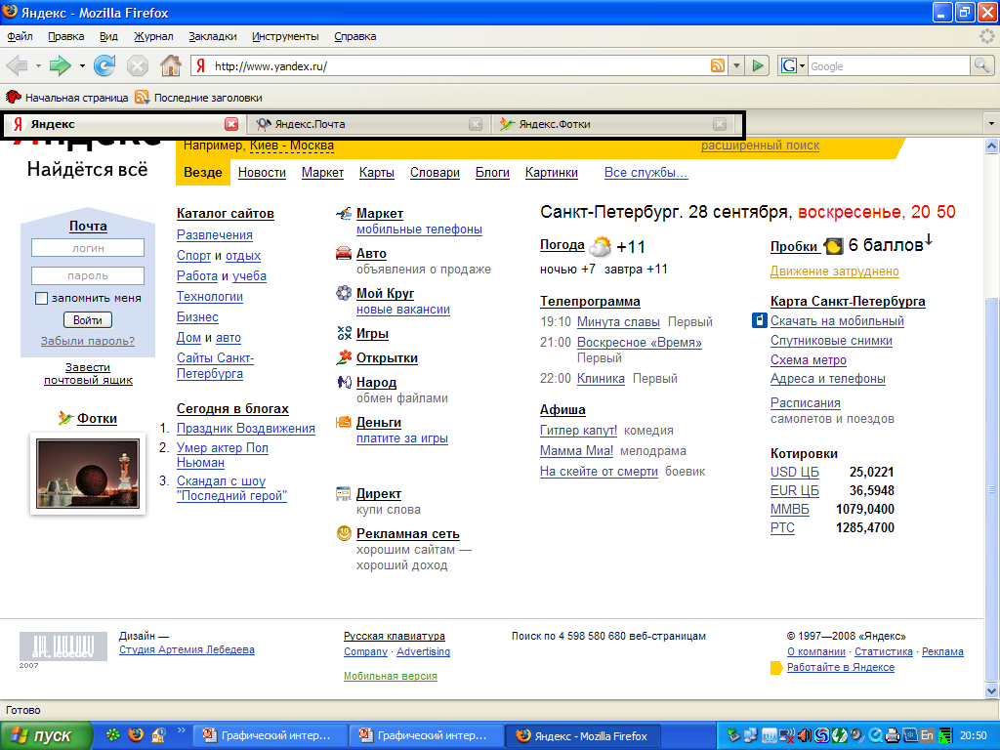 Яндекс - Mozilla Firefox
Файл Правка Вид Журнал Закладки Инструменты Справка
http://www.yandex.ru/
Google
Начальная страница Последние заголовки
Яндекс Яндекс.Почта Яндекс.Фотки
Яндекс
Например, Киев - Москва расширенный поиск
Найдётся всё
Везде Новости Маркет Карты Словари Блоги Картинки Все службы...
Почта
логин
пароль
запомнить меня
Войти
Забыли пароль?
Завести
почтовый ящик
Фотки
Каталог сайтов
Развлечения
Спорт и отдых
Работа и учеба
Технологии
Бизнес
Дом и авто
Сайты Санкт-
Петербурга
Сегодня в блогах
1. Праздник Воздвижения
2. Умер актер Пол
Ньюман
3. Скандал с шоу
"Последний герой"
Маркет
мобильные телефоны
Авто
объявления о продаже
Мой Круг
новые вакансии
Игры
Открытки
Народ
обмен файлами
Деньги
платите за игры
Директ
купи слова
Рекламная сеть
хорошим сайтам —
хороший доход
Санкт-Петербург. 28 сентября, воскресенье, 20 50
Погода +11
ночью +7 завтра +11
Телепрограмма
19:10 Минута славы Первый
21:00 Воскресное «Время»
Первый
22:00 Клиника Первый
Афиша
Гитлер капут! комедия
Мамма Миа! мелодрама
На скейте от смерти боевик
Пробки 6 баллов↓
Движение затруднено
Карта Санкт-Петербурга
Скачать на мобильный
Спутниковые снимки
Схема метро
Адреса и телефоны
Расписания
самолетов и поездов
Котировки
USD ЦБ 25,0221
EUR ЦБ 36,5948
ММВБ 1079,0400
РТС 1285,4700
art. lebedev
2007
Дизайн —
Студия Артемия Лебедева
Русская клавиатура
Company · Advertising
Мобильная версия
Поиск по 4 598 580 680 веб-страницам
© 1997—2008 «Яндекс»
О компании · Статистика · Реклама
Работайте в Яндексе
Готово
пуск Графический интер... Графический интер... Яндекс - Mozilla Firefox En 20:50